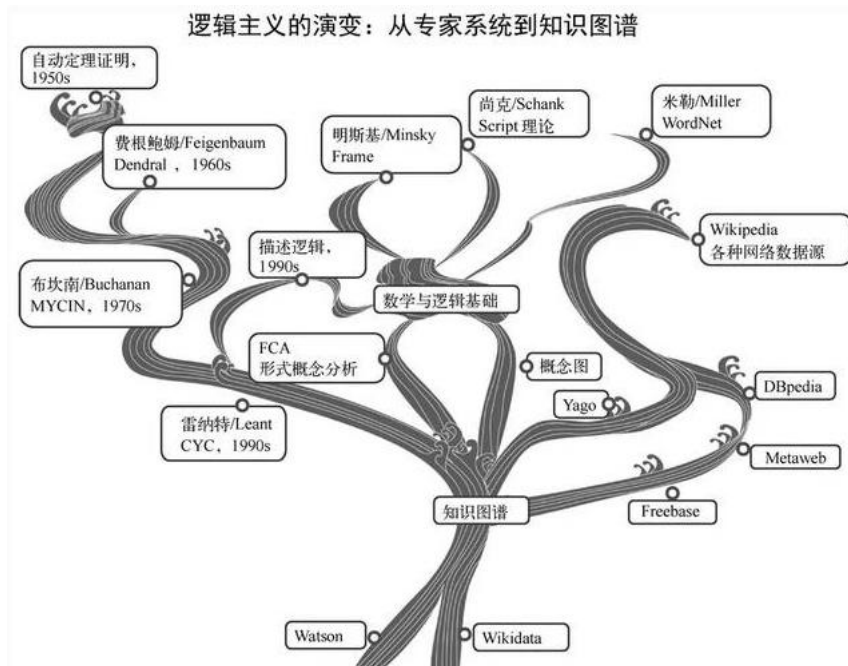 逻辑主义的演变：从专家系统到知识图谱
自动定理证明，
1950s
费根鲍姆/Feigenbaum
Dendral ，1960s
明斯基/Minsky
Frame
尚克/Schank
Script 理论
米勒/Miller
WordNet
Wikipedia
各种网络数据源
描述逻辑，
1990s
布坎南/Buchanan
MYCIN，1970s
数学与逻辑基础
FCA
形式概念分析
概念图
DBpedia
Yago
雷纳特/Leant
CYC，1990s
Metaweb
知识图谱
Freebase
Watson
Wikidata